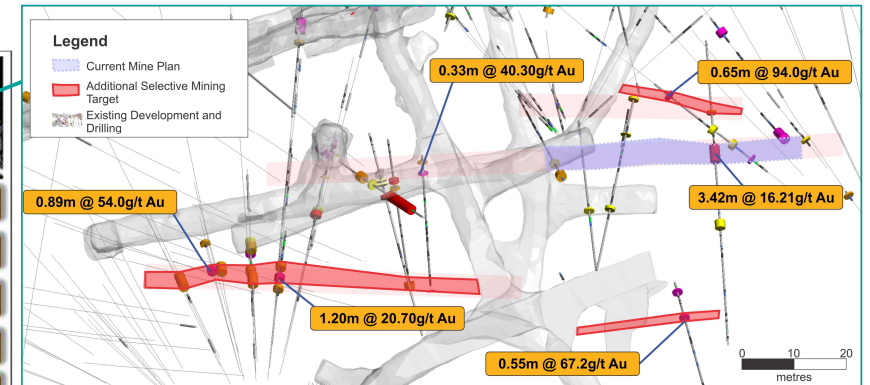 Legend
Current Mine Plan
Additional Selective Mining
Target
Existing Development and
Drilling
0.33m @ 40.30g/t Au
0.65m @ 94.0g/t Au
0.89m @ 54.0g/t Au
3.42m @ 16.21g/t Au
1.20m @ 20.70g/t Au
0.55m @ 67.2g/t Au
0 10 20
metres